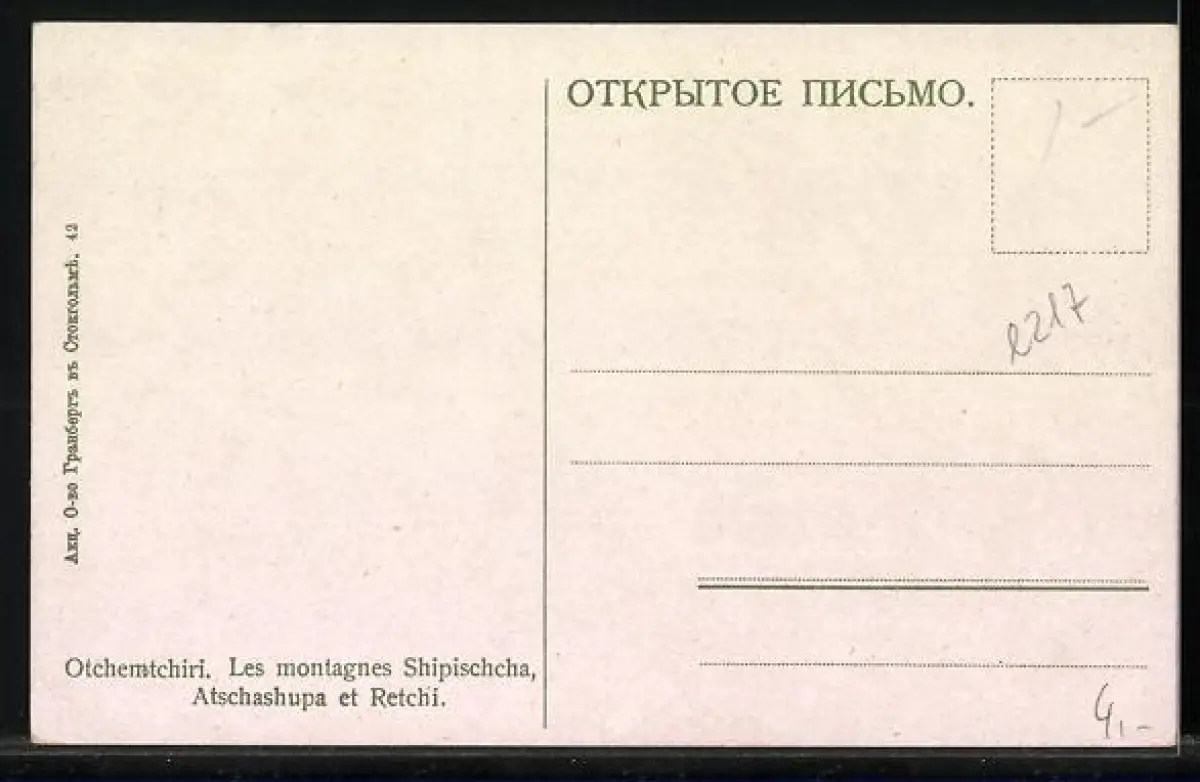 ОТКРЫТОЕ ПИСЬМО.
Акц. О-во Гранбергъ въ Стокгольмѣ. 42
2217
Otchemtchiri. Les montagnes Shipischcha,
Atschashupa et Retchi.
4,-